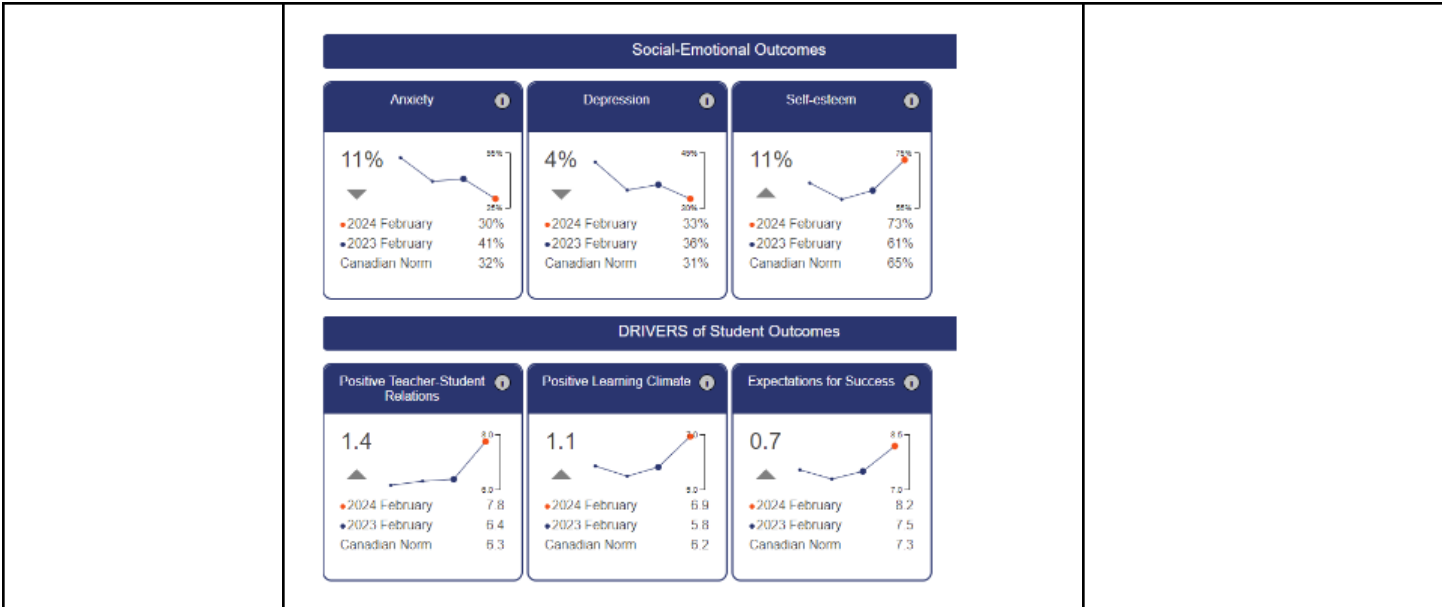 Social-Emotional Outcomes
Anxiety
11%
55%
25%
2024 February 30%
2023 February 41%
Canadian Norm 32%
Depression
4%
49%
20%
2024 February 33%
2023 February 36%
Canadian Norm 31%
Self-esteem
11%
75%
55%
2024 February 73%
2023 February 61%
Canadian Norm 65%
DRIVERS of Student Outcomes
Positive Teacher-Student
Relations
1.4
8.0
6.0
2024 February 7.8
2023 February 6.4
Canadian Norm 6.3
Positive Learning Climate
1.1
7.0
5.0
2024 February 6.9
2023 February 5.8
Canadian Norm 6.2
Expectations for Success
0.7
8.5
7.0
2024 February 8.2
2023 February 7.5
Canadian Norm 7.3